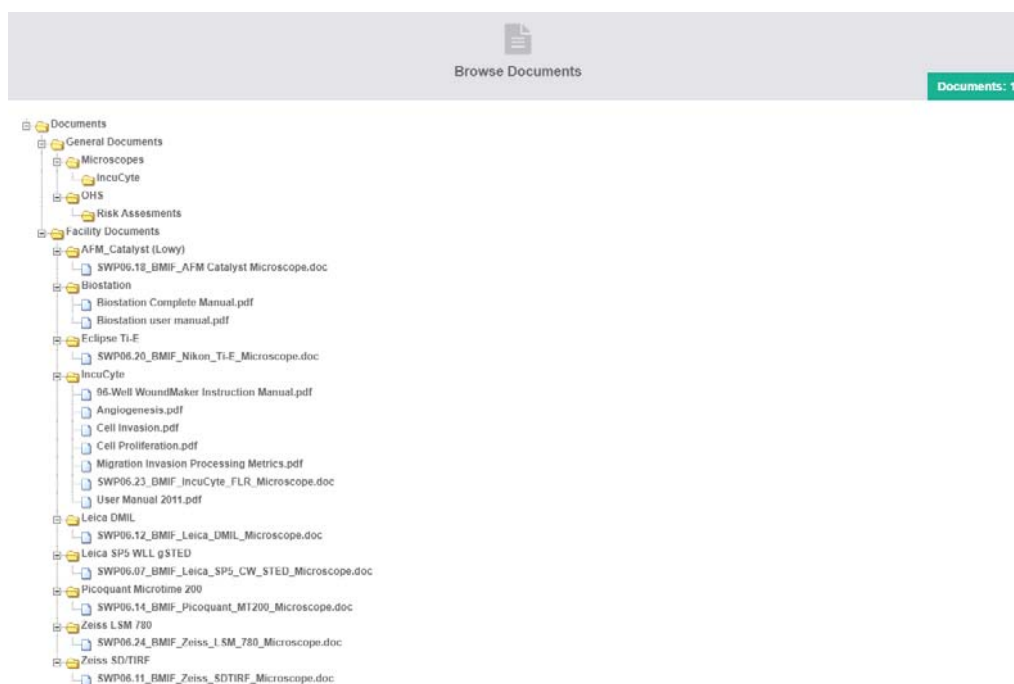 Browse Documents
Documents: 1
Documents
General Documents
Microscopes
IncuCyte
OHS
Risk Assesments
Facility Documents
AFM_Catalyst (Lowy)
SWP06.18_BMIF_AFM Catalyst Microscope.doc
Biostation
Biostation Complete Manual.pdf
Biostation user manual.pdf
Eclipse Ti-E
SWP06.20_BMIF_Nikon_Ti-E_Microscope.doc
IncuCyte
96-Well WoundMaker Instruction Manual.pdf
Angiogenesis.pdf
Cell Invasion.pdf
Cell Proliferation.pdf
Migration Invasion Processing Metrics.pdf
SWP06.23_BMIF_IncuCyte_FLR_Microscope.doc
User Manual 2011.pdf
Leica DMIL
SWP06.12_BMIF_Leica_DMIL_Microscope.doc
Leica SP5 WLL gSTED
SWP06.07_BMIF_Leica_SP5_CW_STED_Microscope.doc
Picoquant Microtime 200
SWP06.14_BMIF_Picoquant_MT200_Microscope.doc
Zeiss LSM 780
SWP06.24_BMIF_Zeiss_LSM_780_Microscope.doc
Zeiss SD/TIRF
SWP06.11_BMIF_Zeiss_SDTIRF_Microscope.doc